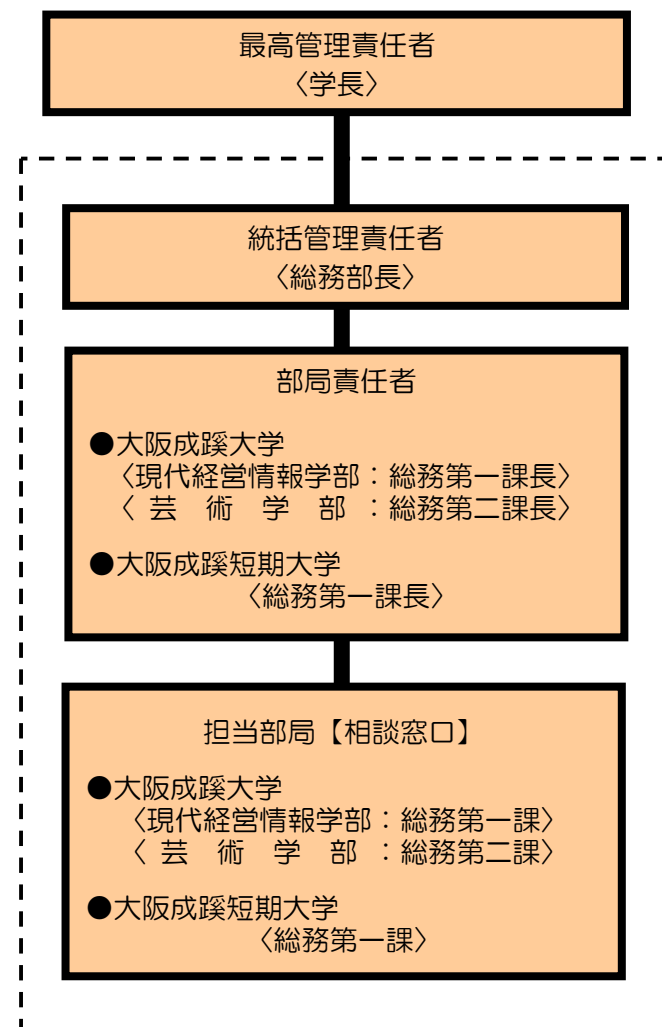 最高管理責任者
〈学長〉
統括管理責任者
〈総務部長〉
部局責任者
●大阪成蹊大学
〈現代経営情報学部：総務第一課長〉
〈 芸 術 学 部 ：総務第二課長〉
●大阪成蹊短期大学
〈総務第一課長〉
担当部局【相談窓口】
●大阪成蹊大学
〈現代経営情報学部：総務第一課〉
〈 芸 術 学 部 ：総務第二課〉
●大阪成蹊短期大学
〈総務第一課〉